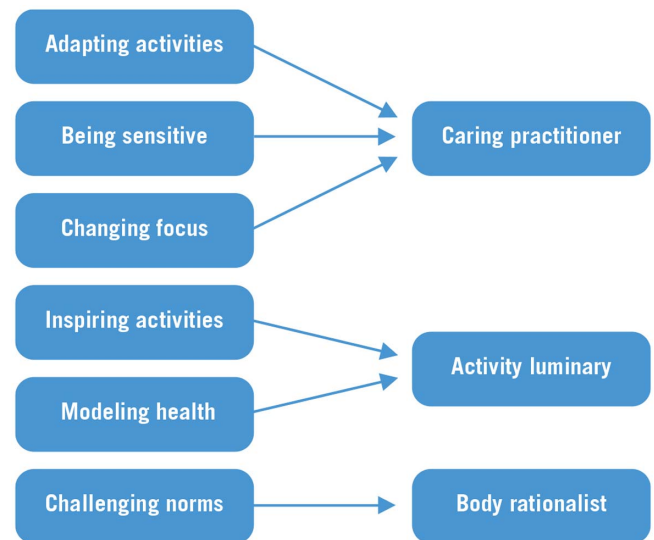 Adapting activities
Being sensitive
Caring practitioner
Changing focus
Inspiring activities
Activity luminary
Modeling health
Challenging norms
Body rationalist